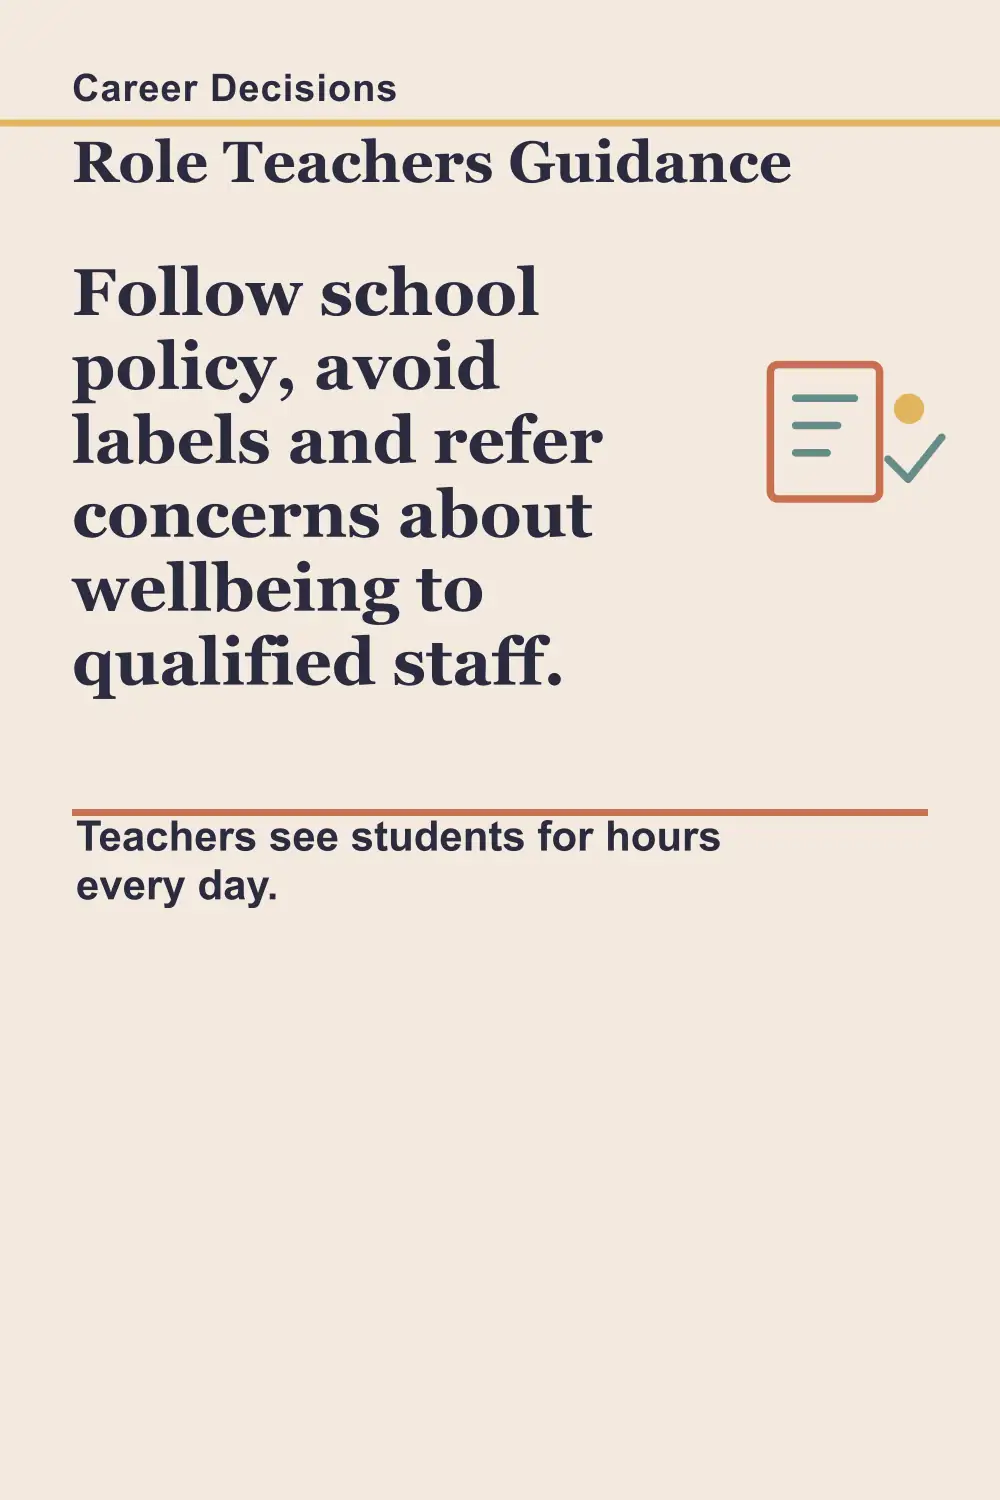 Career Decisions
Role Teachers Guidance
Follow school
policy, avoid
labels and refer
concerns about
wellbeing to
qualified staff.
Teachers see students for hours
every day.